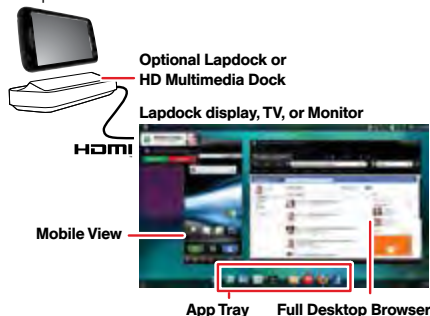 Optional Lapdock or
HD Multimedia Dock
Lapdock display, TV, or Monitor
HDMI
Mobile View
App Tray
Full Desktop Browser